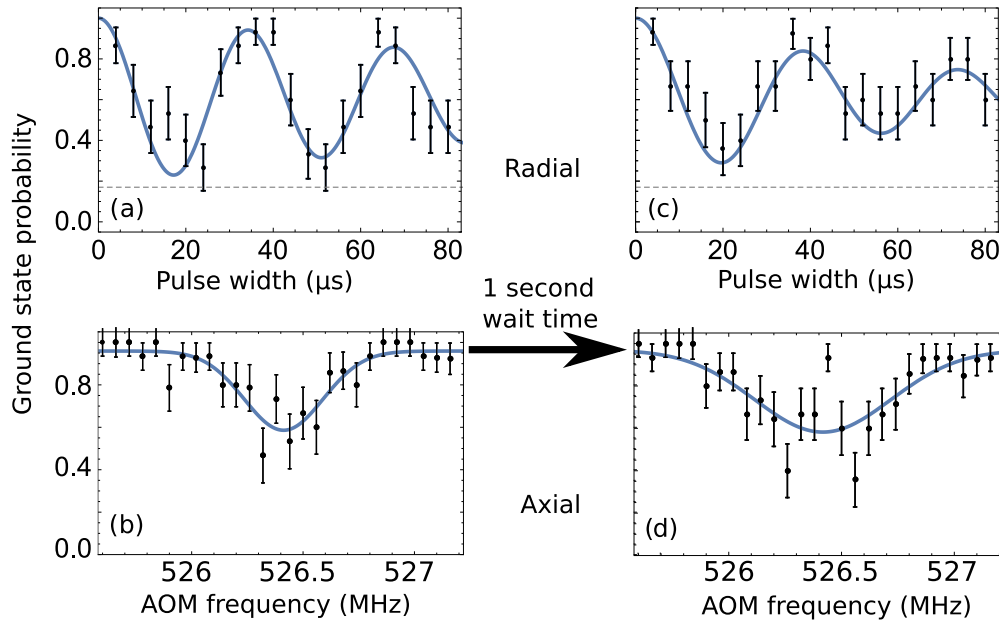 Ground state probability
0.8
0.4
0.0
(a)
0 20 40 60 80
Pulse width (μs)
Radial
(c)
0 20 40 60 80
Pulse width (μs)
1 second
wait time
0.8
0.4
0.0
(b)
526 526.5 527
AOM frequency (MHz)
Axial
(d)
526 526.5 527
AOM frequency (MHz)